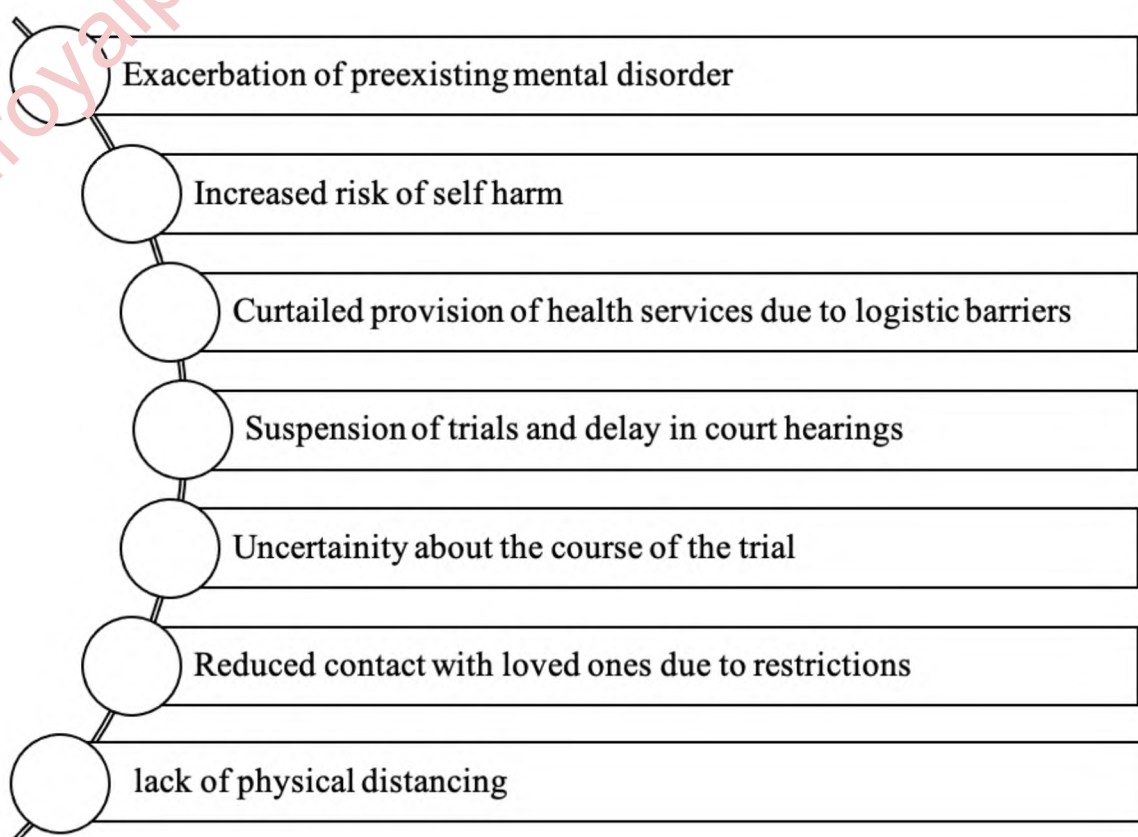 royalp
Exacerbation of preexisting mental disorder
Increased risk of self harm
Curtailed provision of health services due to logistic barriers
Suspension of trials and delay in court hearings
Uncertainity about the course of the trial
Reduced contact with loved ones due to restrictions
lack of physical distancing